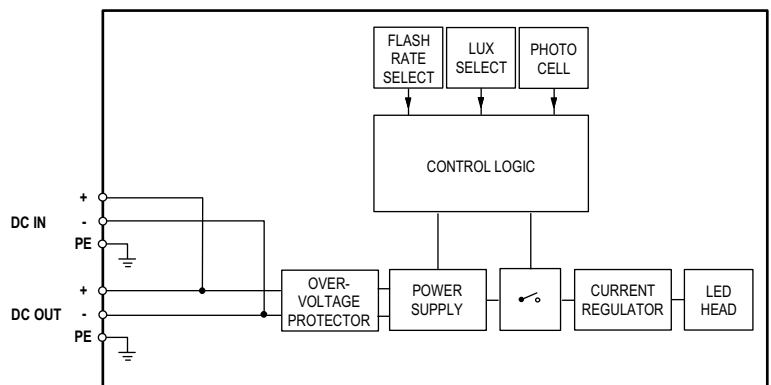 FLASH
RATE
SELECT
LUX
SELECT
PHOTO
CELL
CONTROL LOGIC
+
DC IN
-
PE
+
DC OUT
-
PE
OVER-
VOLTAGE
PROTECTOR
POWER
SUPPLY
CURRENT
REGULATOR
LED
HEAD